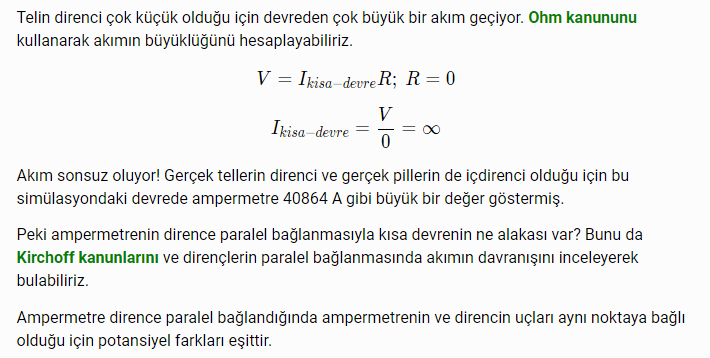 Telin direnci çok küçük olduğu için devreden çok büyük bir akım geçiyor. Ohm kanununu
kullanarak akımın büyüklüğünü hesaplayabiliriz.
V = I_{kisa−devre}R; R = 0
I_{kisa−devre} = \frac{V}{0} = ∞
Akım sonsuz oluyor! Gerçek tellerin direnci ve gerçek pillerin de içdirenci olduğu için bu
simülasyondaki devrede ampermetre 40864 A gibi büyük bir değer göstermiş.
Peki ampermetrenin dirence paralel bağlanmasıyla kısa devrenin ne alakası var? Bunu da
Kirchoff kanunlarını ve dirençlerin paralel bağlanmasında akımın davranışını inceleyerek
bulabiliriz.
Ampermetre dirence paralel bağlandığında ampermetrenin ve direncin uçları aynı noktaya bağlı
olduğu için potansiyel farkları eşittir.